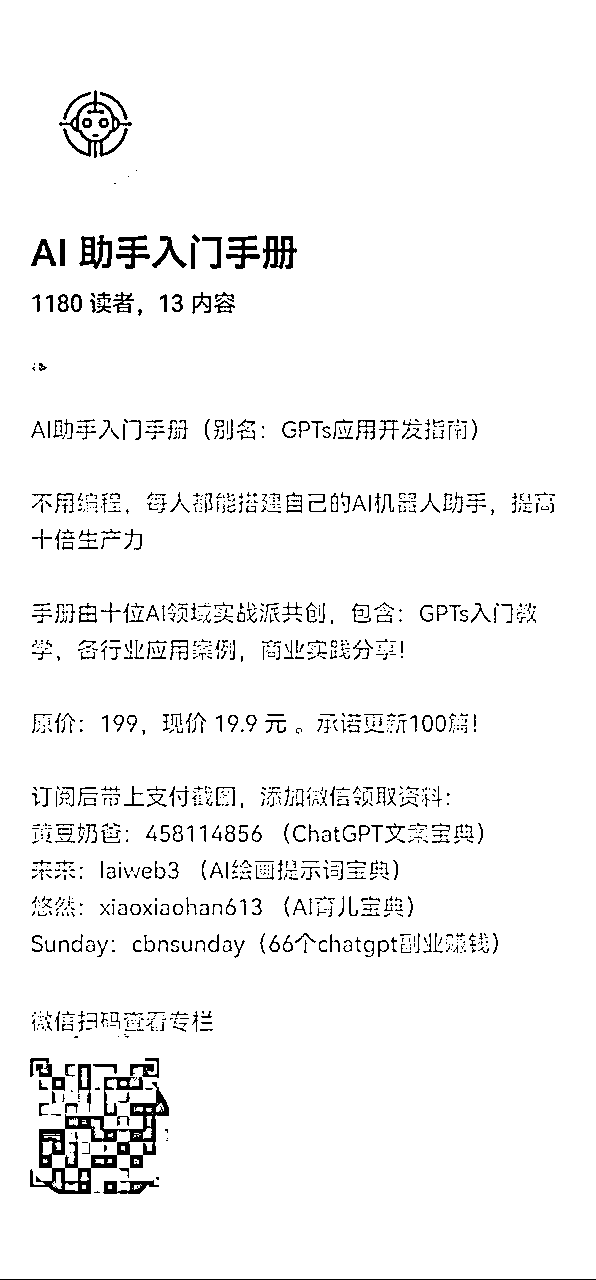 AI 助手入门手册
1180 读者，13 内容
AI助手入门手册（别名：GPTs应用开发指南）
不用编程，每人都能搭建自己的AI机器人助手，提高
十倍生产力
手册由十位AI领域实战派共创，包含：GPTs入门教
学，各行业应用案例，商业实践分享！
原价：199，现价 19.9 元 。承诺更新100篇！
订阅后带上支付截图，添加微信领取资料：
黄豆奶爸：458114856 （ChatGPT文案宝典）
来来：laiweb3 （AI绘画提示词宝典）
悠然：xiaoxiaohan613 （AI育儿宝典）
Sunday：cbnsunday（66个chatgpt副业赚钱）
微信扫码查看专栏